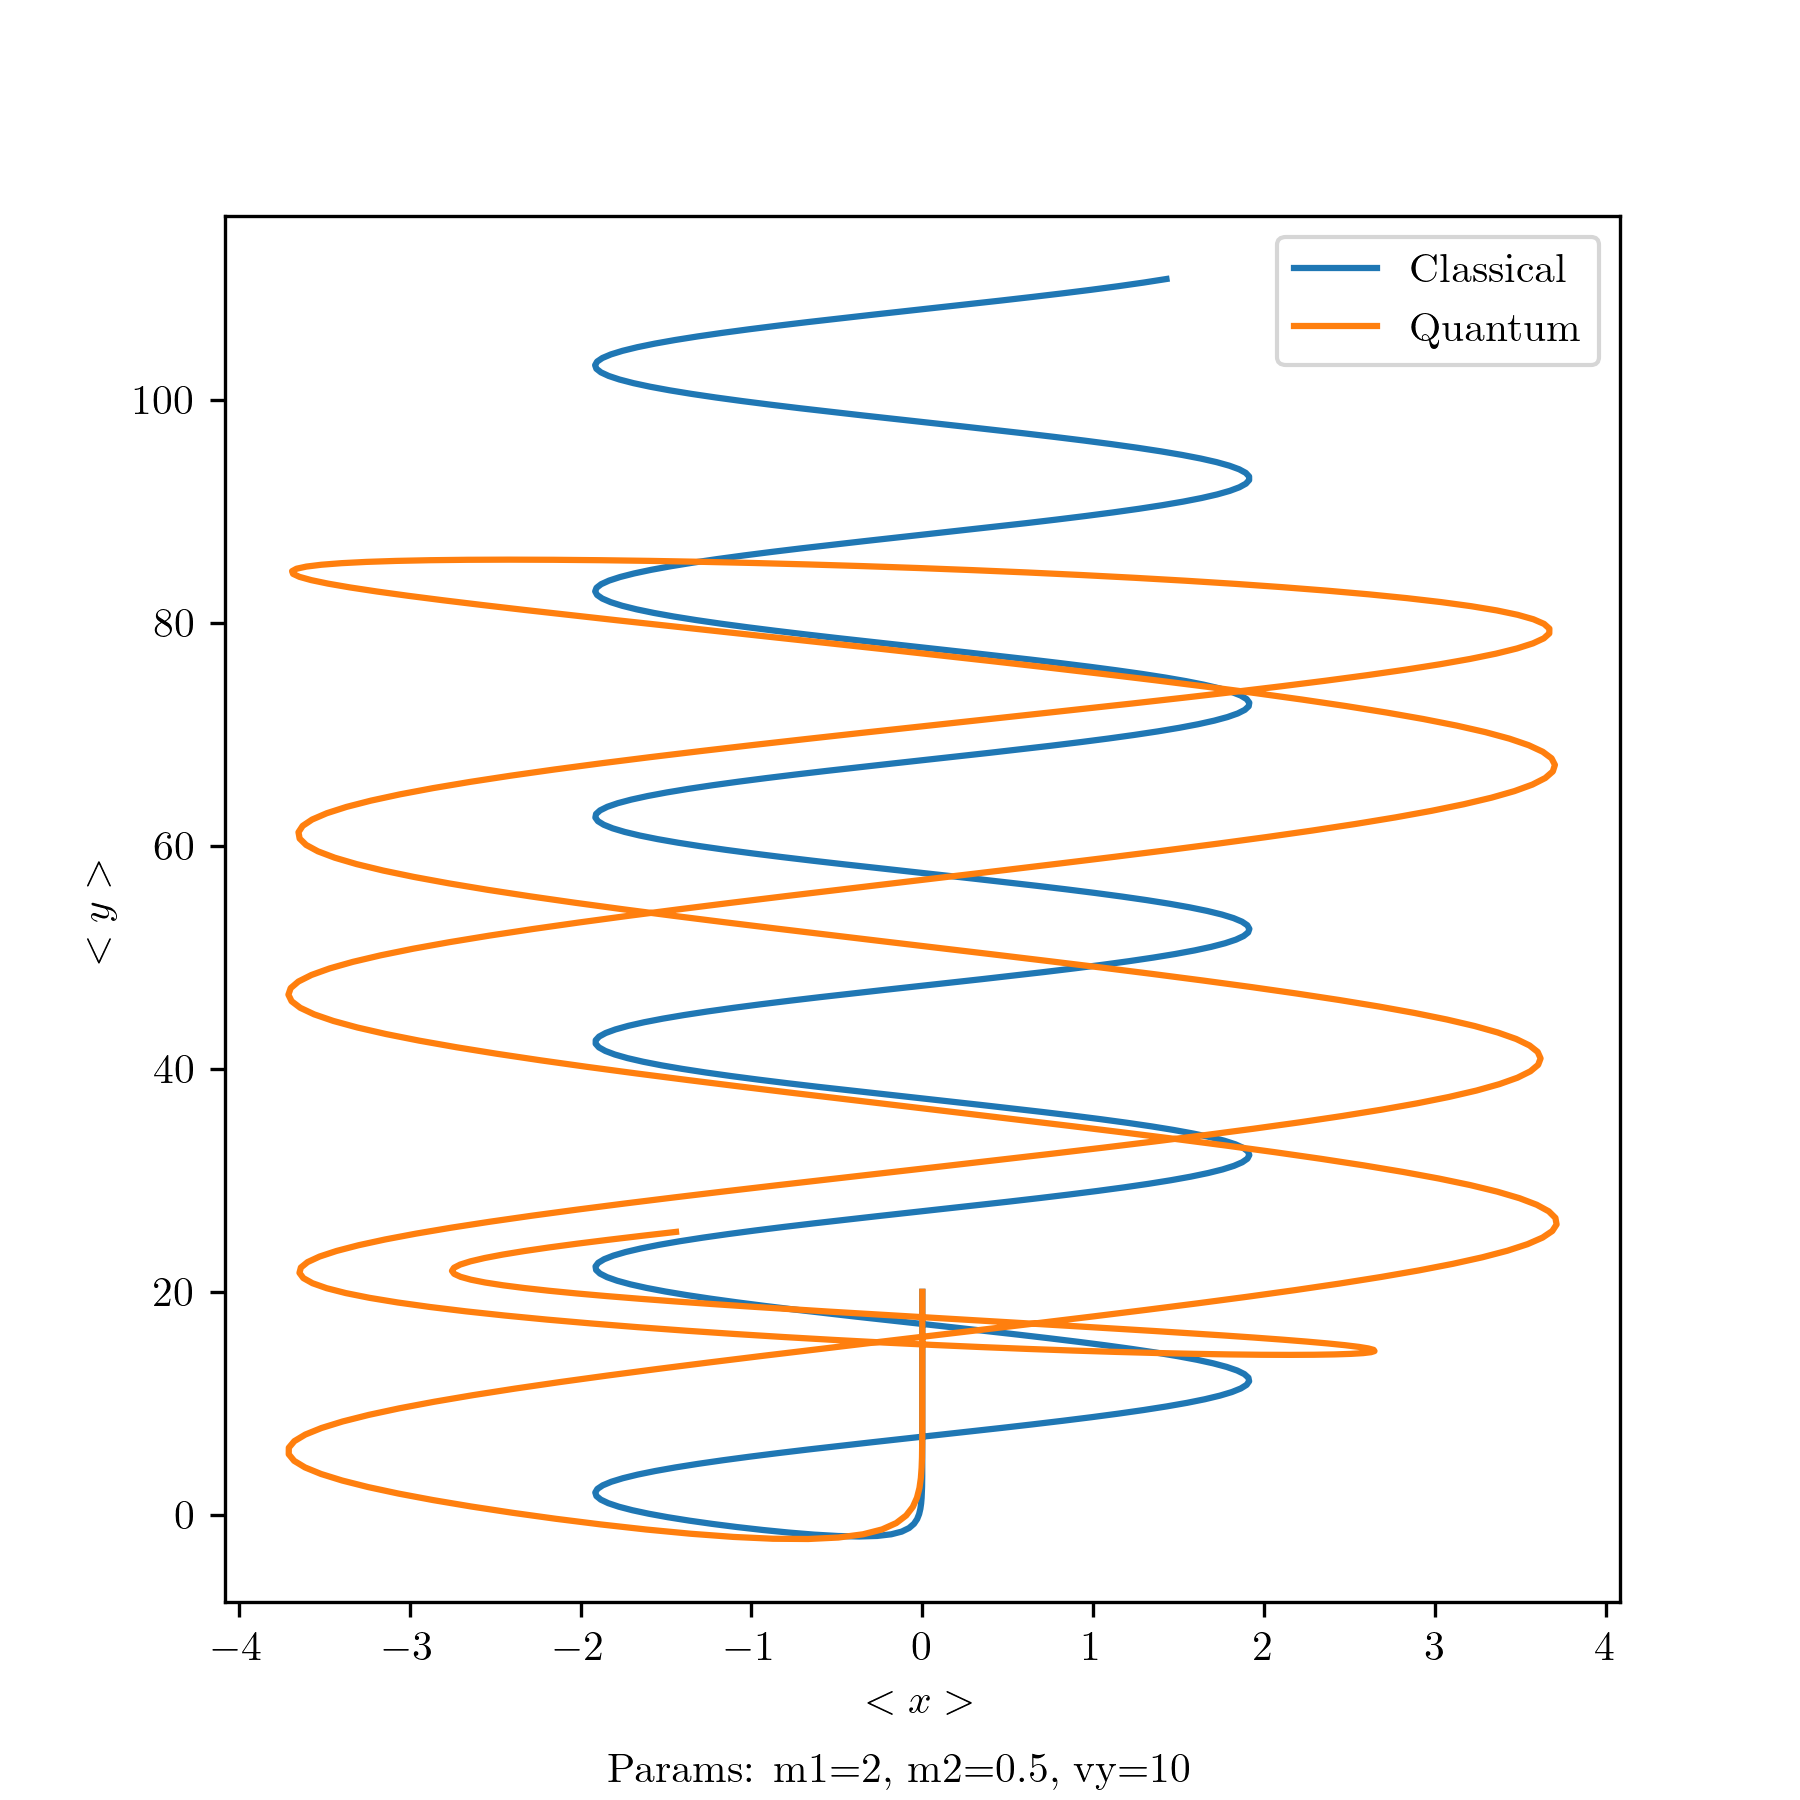 Classical
Quantum
100
80
60
40
20
0
< y >
−4 −3 −2 −1 0 1 2 3 4
< x >
Params: m1=2, m2=0.5, vy=10